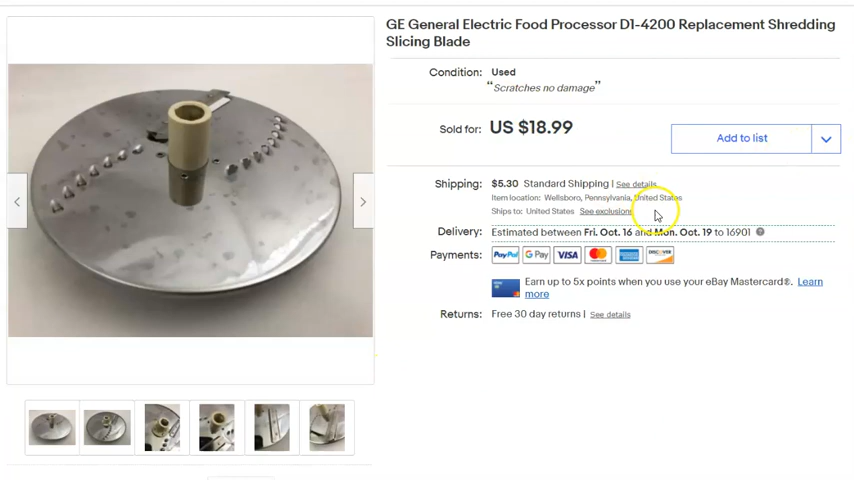 GE General Electric Food Processor D1-4200 Replacement Shredding
Slicing Blade
Condition: Used
“Scratches no damage”
Sold for: US $18.99
Add to list
Shipping: $5.30 Standard Shipping | See details
Item location: Wellsboro, Pennsylvania, United States
Ships to: United States See exclusions
Delivery: Estimated between Fri. Oct. 16 and Mon. Oct. 19 to 16901
Payments: PayPal G Pay VISA
DISCOVER
Earn up to 5x points when you use your eBay Mastercard®. Learn
more
Returns: Free 30 day returns | See details